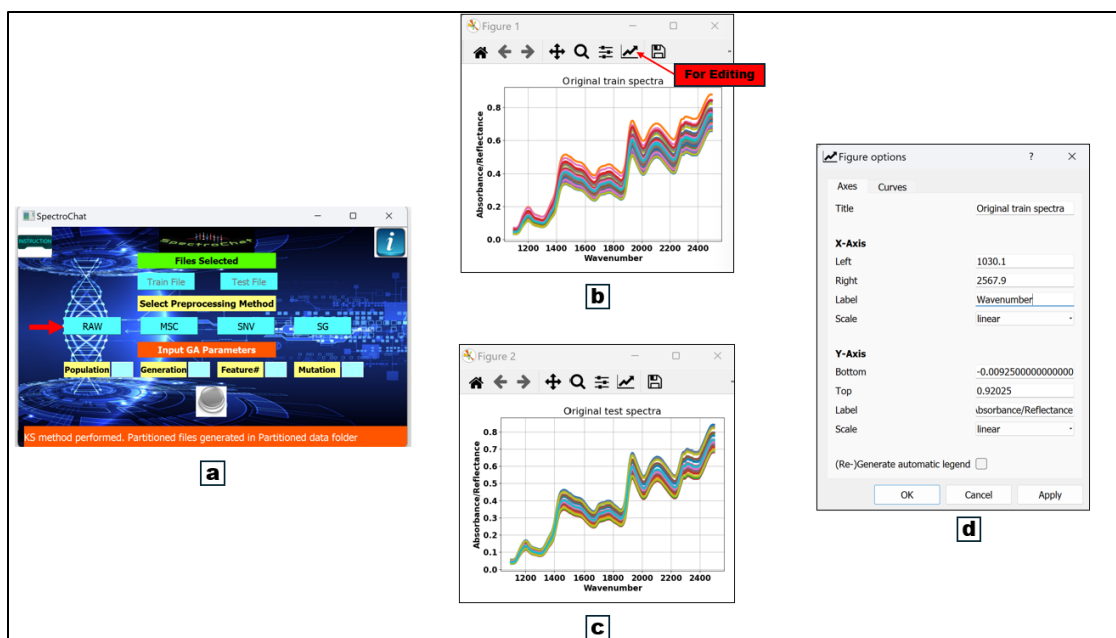 SpectroChat
INSTRUCTION
SpectroChat
i
Files Selected
Train File
Test File
Select Preprocessing Method
RAW
MSC
SNV
SG
Input GA Parameters
Population
Generation
Feature#
Mutation
KS method performed. Partitioned files generated in Partitioned data folder
a
Figure 1
For Editing
Original train spectra
Absorbance/Reflectance
0.8
0.6
0.4
0.2
0.0
1200 1400 1600 1800 2000 2200 2400
Wavenumber
b
Figure 2
Original test spectra
Absorbance/Reflectance
0.8
0.7
0.6
0.5
0.4
0.3
0.2
0.1
0.0
1200 1400 1600 1800 2000 2200 2400
Wavenumber
c
Figure options ?
Axes Curves
Title Original train spectra
X-Axis
Left 1030.1
Right 2567.9
Label Wavenumber
Scale linear
Y-Axis
Bottom -0.0092500000000000
Top 0.92025
Label \bsorbance/Reflectance
Scale linear
(Re-)Generate automatic legend
OK Cancel Apply
d